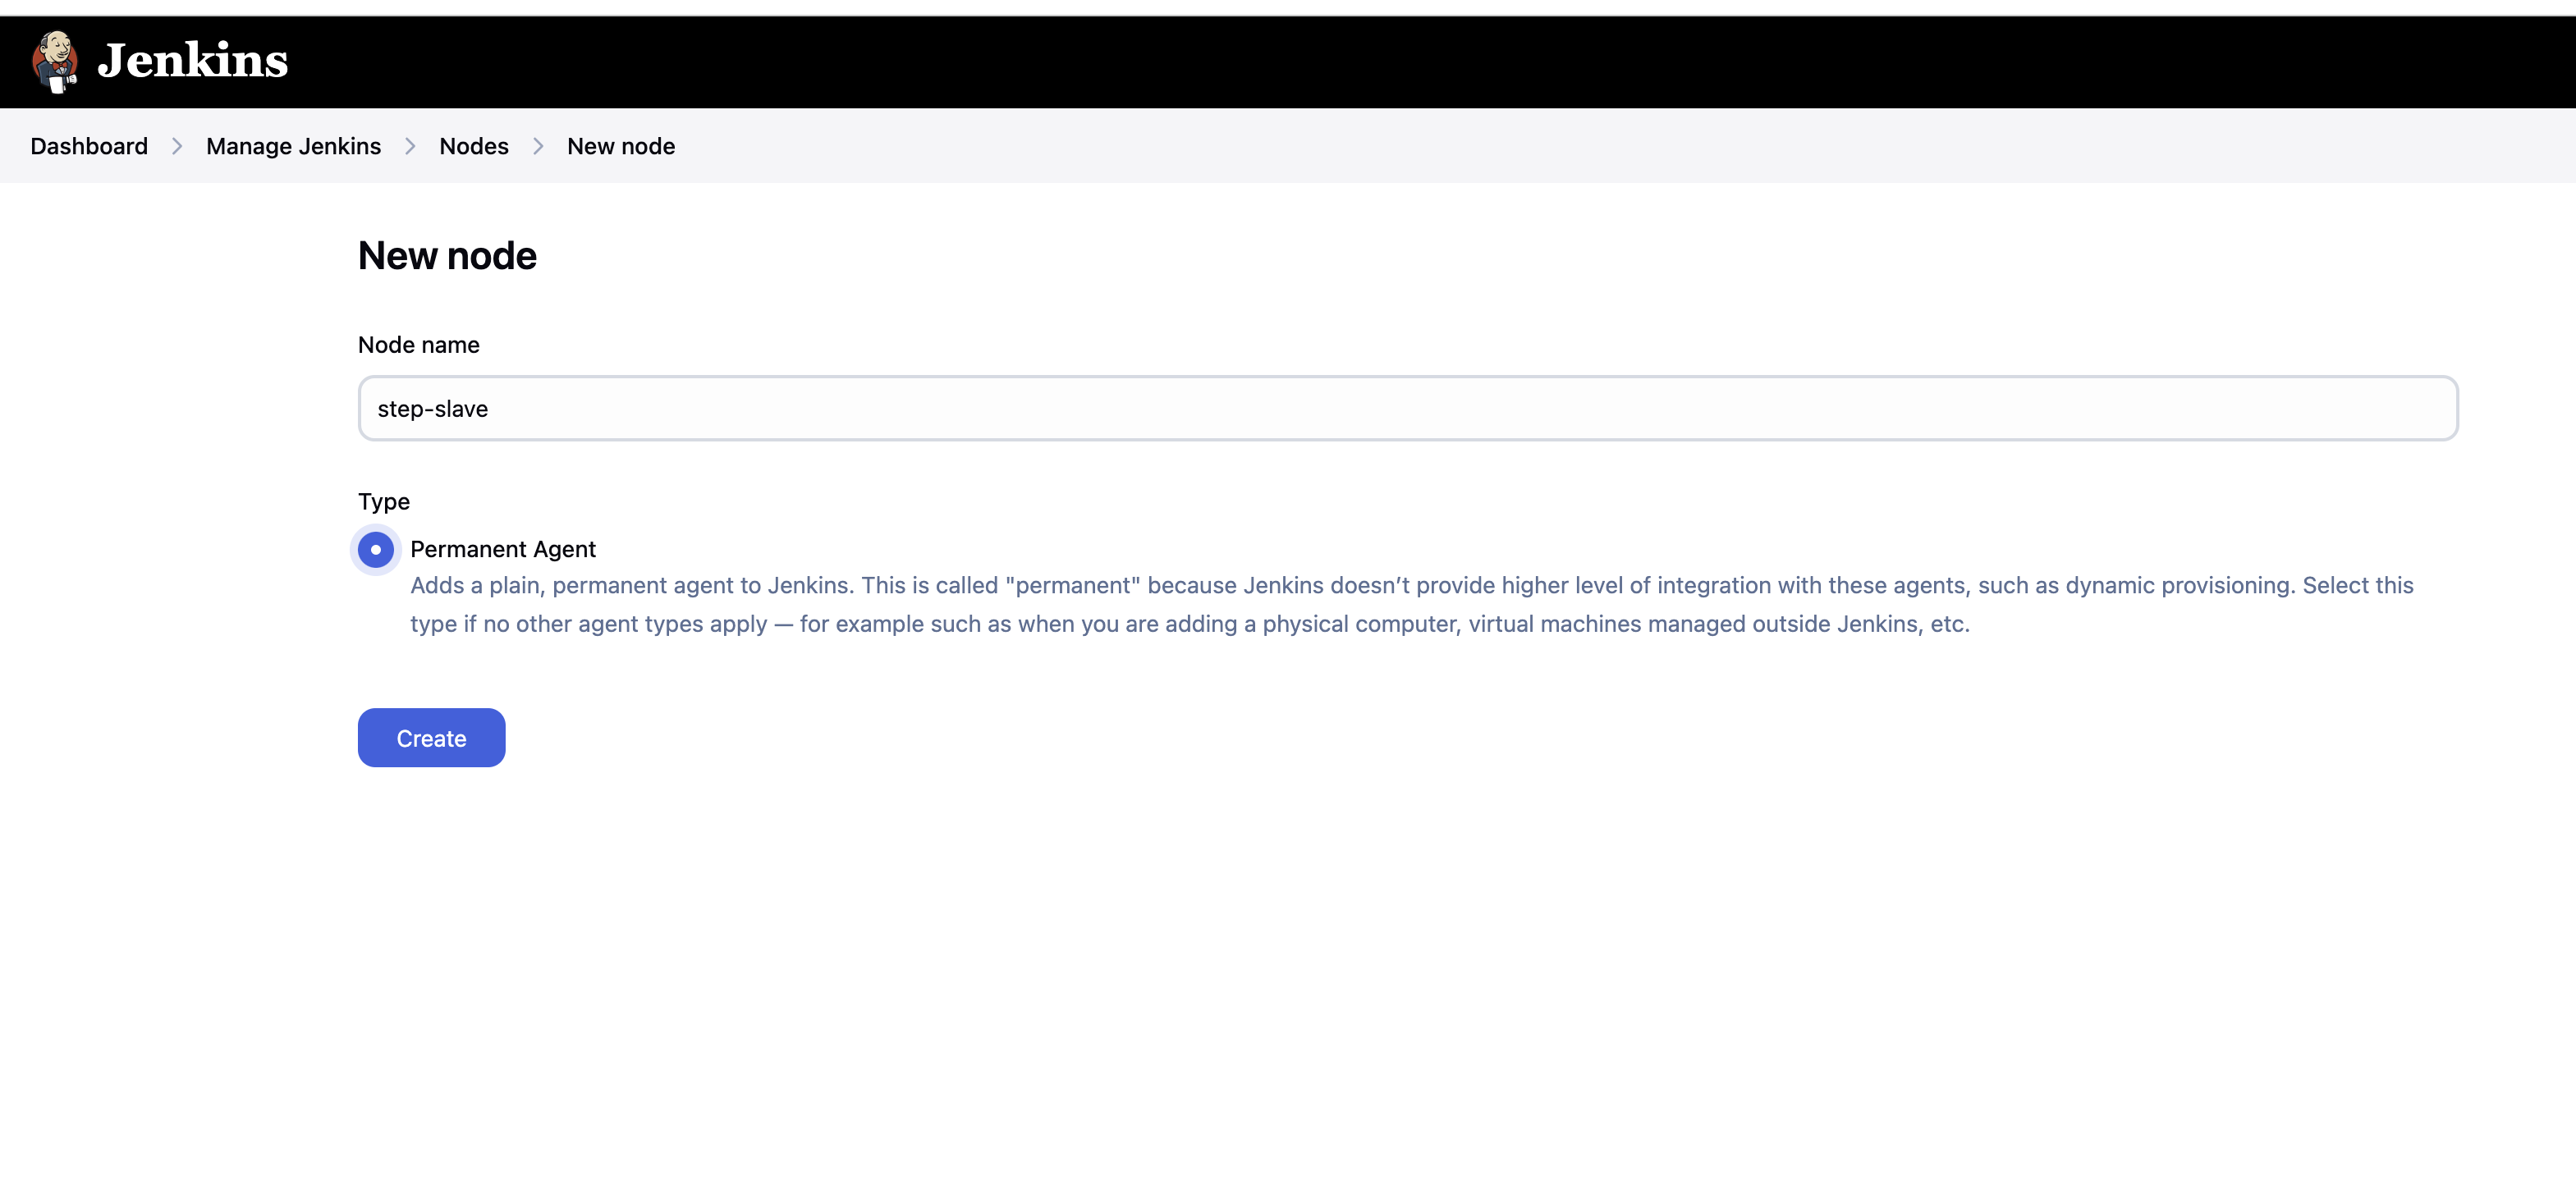 Jenkins
Dashboard > Manage Jenkins > Nodes > New node
New node
Node name
step-slave
Type
Permanent Agent
Adds a plain, permanent agent to Jenkins. This is called "permanent" because Jenkins doesn’t provide higher level of integration with these agents, such as dynamic provisioning. Select this
type if no other agent types apply — for example such as when you are adding a physical computer, virtual machines managed outside Jenkins, etc.
Create